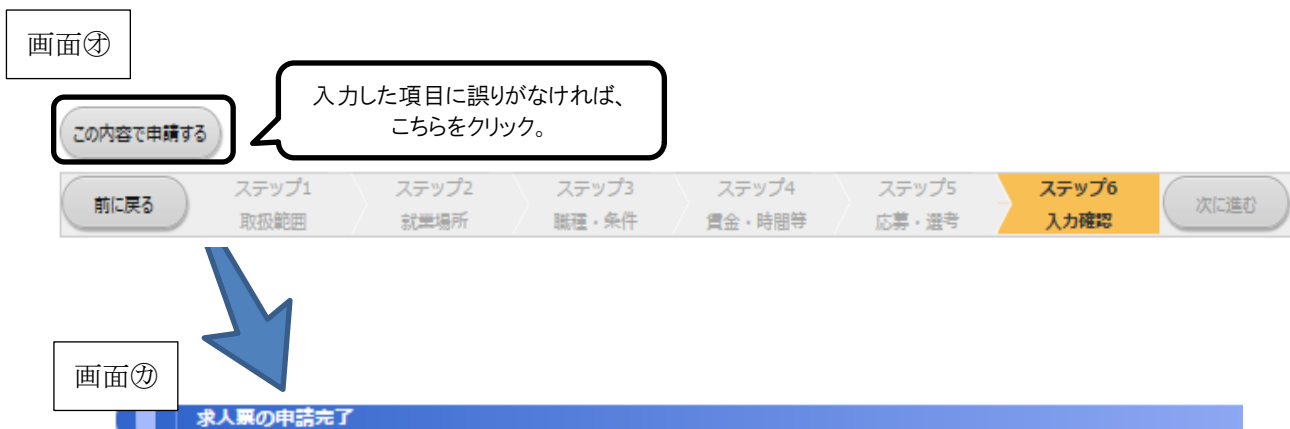 画面㋔
入力した項目に誤りがなければ、
こちらをクリック。
この内容で申請する
前に戻る
ステップ1
取扱範囲
ステップ2
就業場所
ステップ3
職種・条件
ステップ4
賃金・時間等
ステップ5
応募・選考
ステップ6
入力確認
次に進む
画面㋕
求人票の申請完了